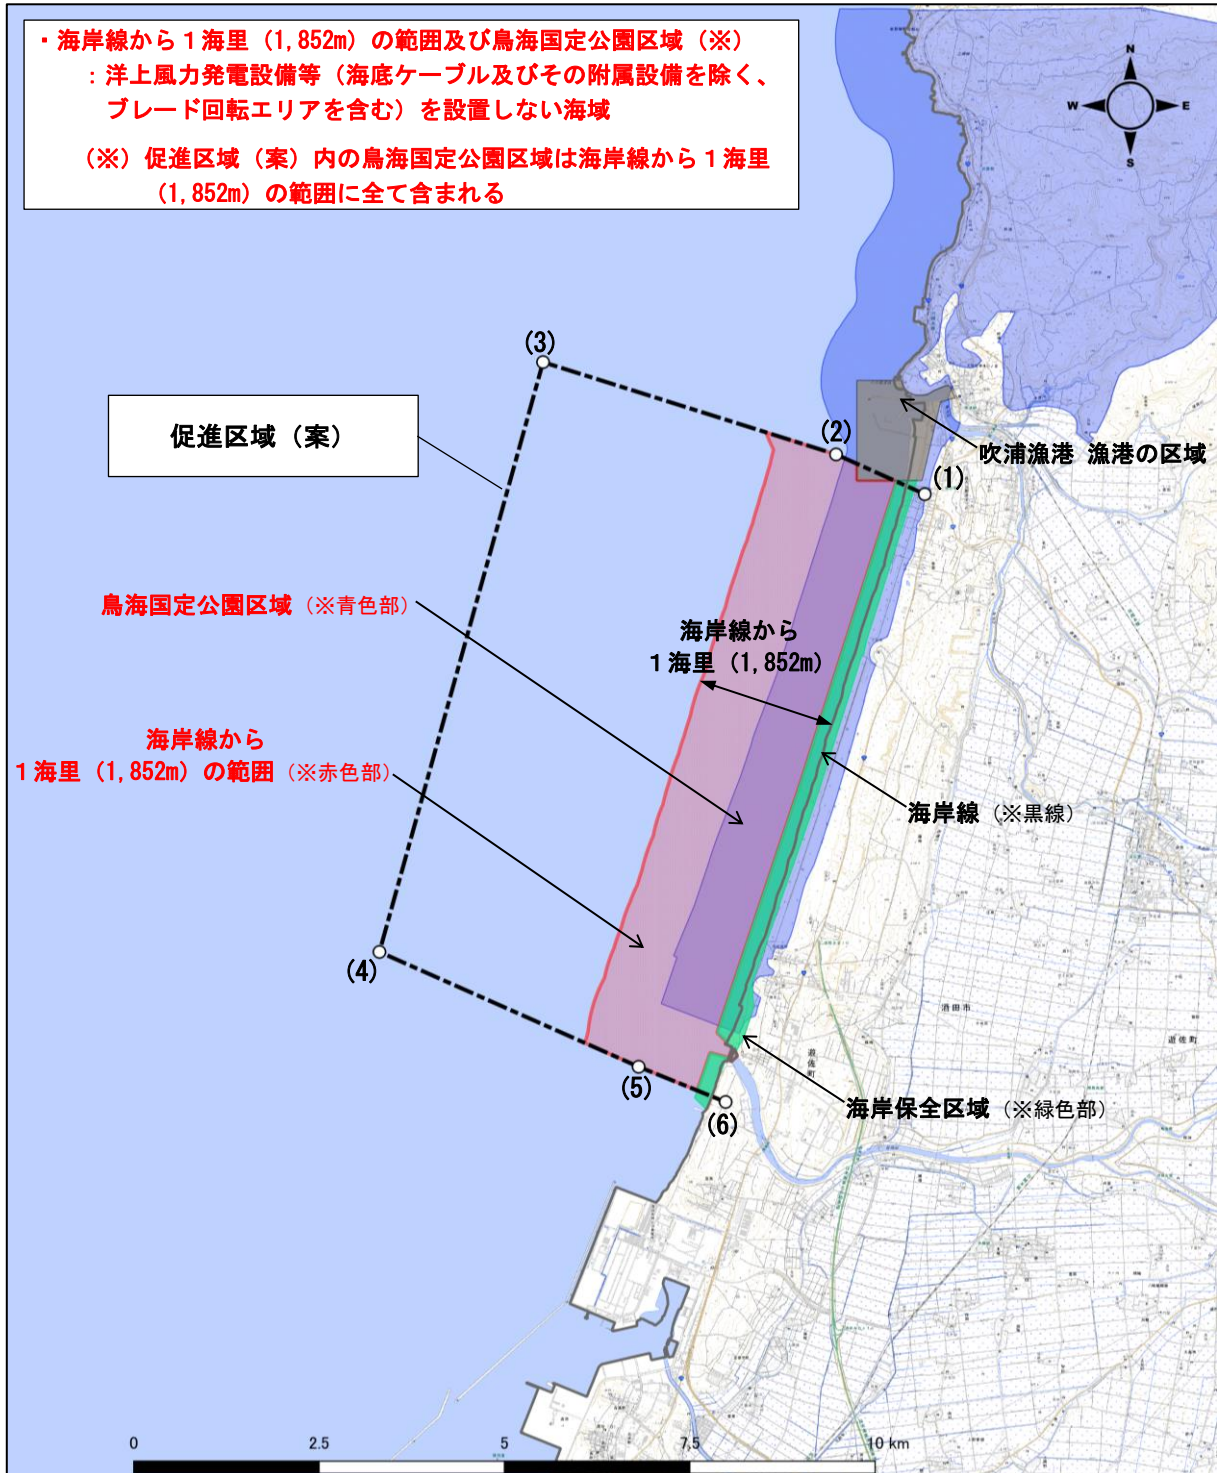 ・海岸線から1海里（1,852m）の範囲及び鳥海国定公園区域（※）
：洋上風力発電設備等（海底ケーブル及びその附属設備を除く、
ブレード回転エリアを含む）を設置しない海域
（※）促進区域（案）内の鳥海国定公園区域は海岸線から1海里
（1,852m）の範囲に全て含まれる
N
W
E
S
(3)
促進区域（案）
(2)
吹浦漁港 漁港の区域
(1)
鳥海国定公園区域（※青色部）
海岸線から
1海里（1,852m）
海岸線から
1海里（1,852m）の範囲（※赤色部）
海岸線（※黒線）
(4)
酒田市
遊佐町
遊佐町
(5)
(6)
海岸保全区域（※緑色部）
0
2.5
5
7.5
10 km